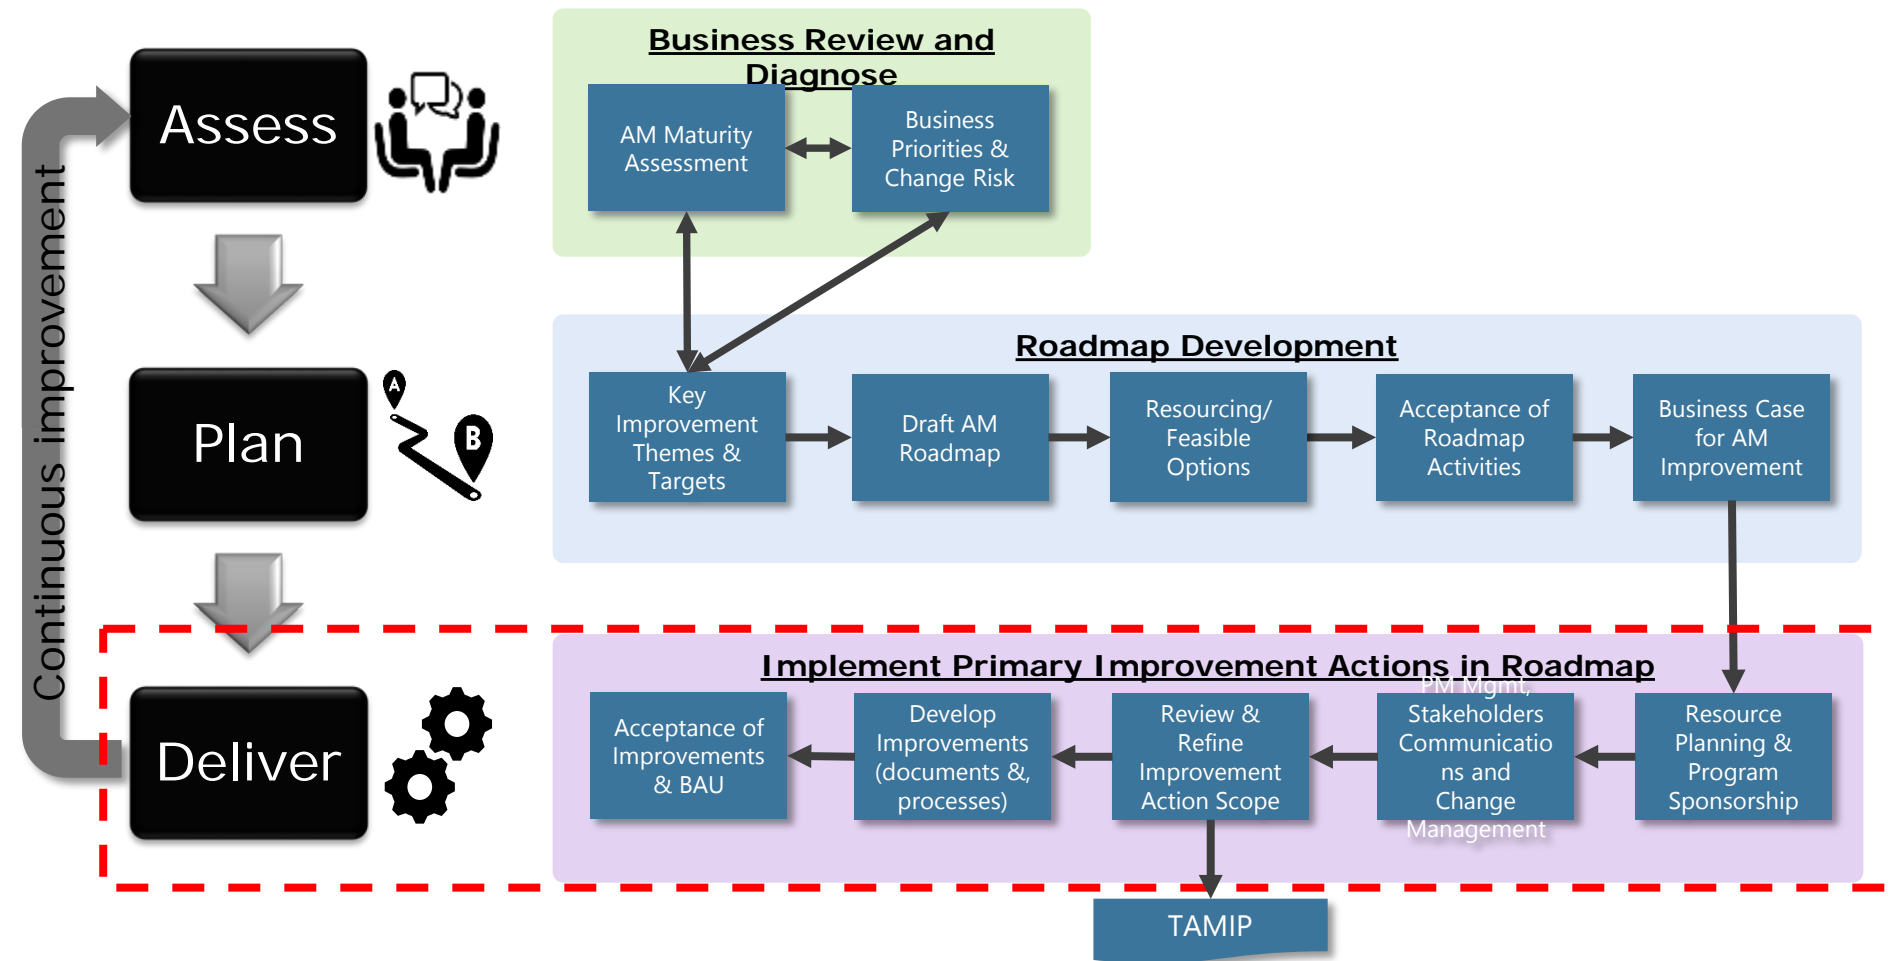 Continuous improvement
Assess
Plan
A
B
Deliver
Business Review and
Diagnose
AM Maturity
Assessment
Business
Priorities &
Change Risk
Roadmap Development
Key
Improvement
Themes &
Targets
Draft AM
Roadmap
Resourcing/
Feasible
Options
Acceptance of
Roadmap
Activities
Business Case
for AM
Improvement
Implement Primary Improvement Actions in Roadmap
Acceptance of
Improvements
& BAU
Develop
Improvements
(documents &,
processes)
Review &
Refine
Improvement
Action Scope
PM Mgmt,
Stakeholders
Communicatio
ns and
Change
Management
Resource
Planning &
Program
Sponsorship
TAMIP